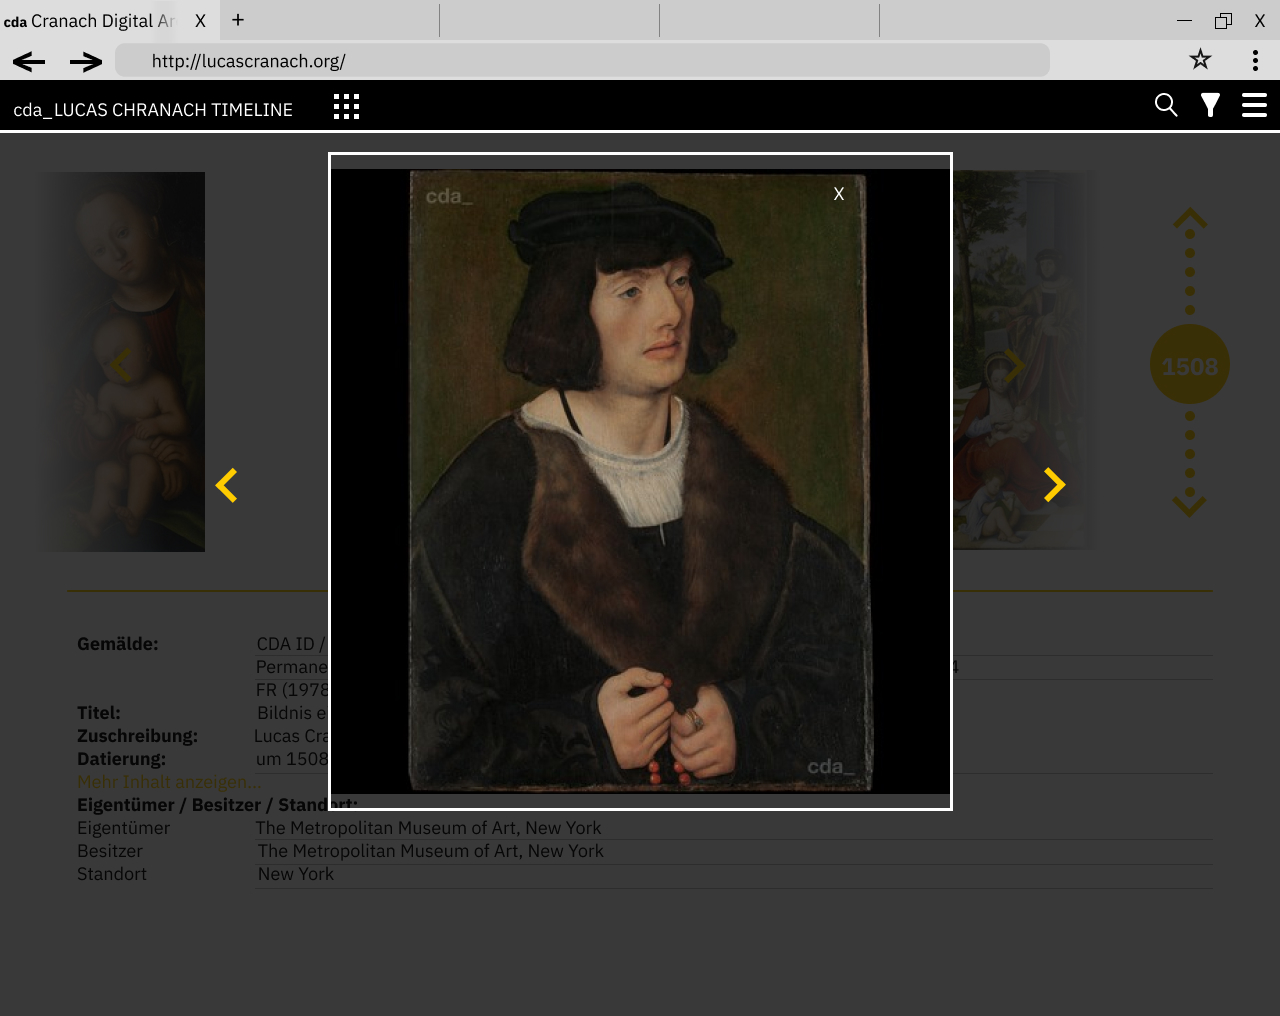 cda Cranach Digital Ar X +
X
http://lucascranach.org/
cda_LUCAS CHRANACH TIMELINE
cda_
X
1508
cda_
Gemälde: CDA ID /
Permane 4
FR (1978
Titel: Bildnis e
Zuschreibung: Lucas Cra
Datierung: um 1508
Mehr Inhalt anzeigen...
Eigentümer / Besitzer / Standort:
Eigentümer The Metropolitan Museum of Art, New York
Besitzer The Metropolitan Museum of Art, New York
Standort New York